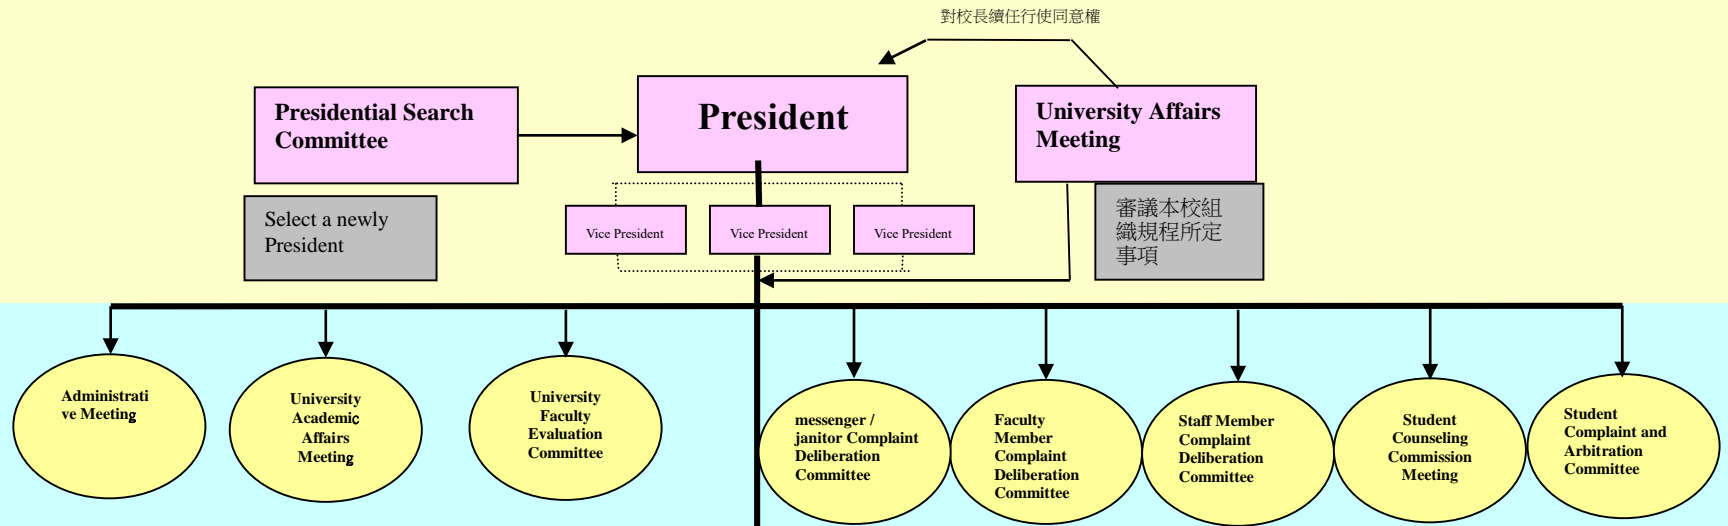 對校長續任行使同意權
Presidential Search
Committee
President
University Affairs
Meeting
Select a newly
President
Vice President
Vice President
Vice President
審議本校組
織規程所定
事項
Administrati
ve Meeting
University
Academic
Affairs
Meeting
University
Faculty
Evaluation
Committee
messenger /
janitor Complaint
Deliberation
Committee
Faculty
Member
Complaint
Deliberation
Committee
Staff Member
Complaint
Deliberation
Committee
Student
Counseling
Commission
Meeting
Student
Complaint and
Arbitration
Committee